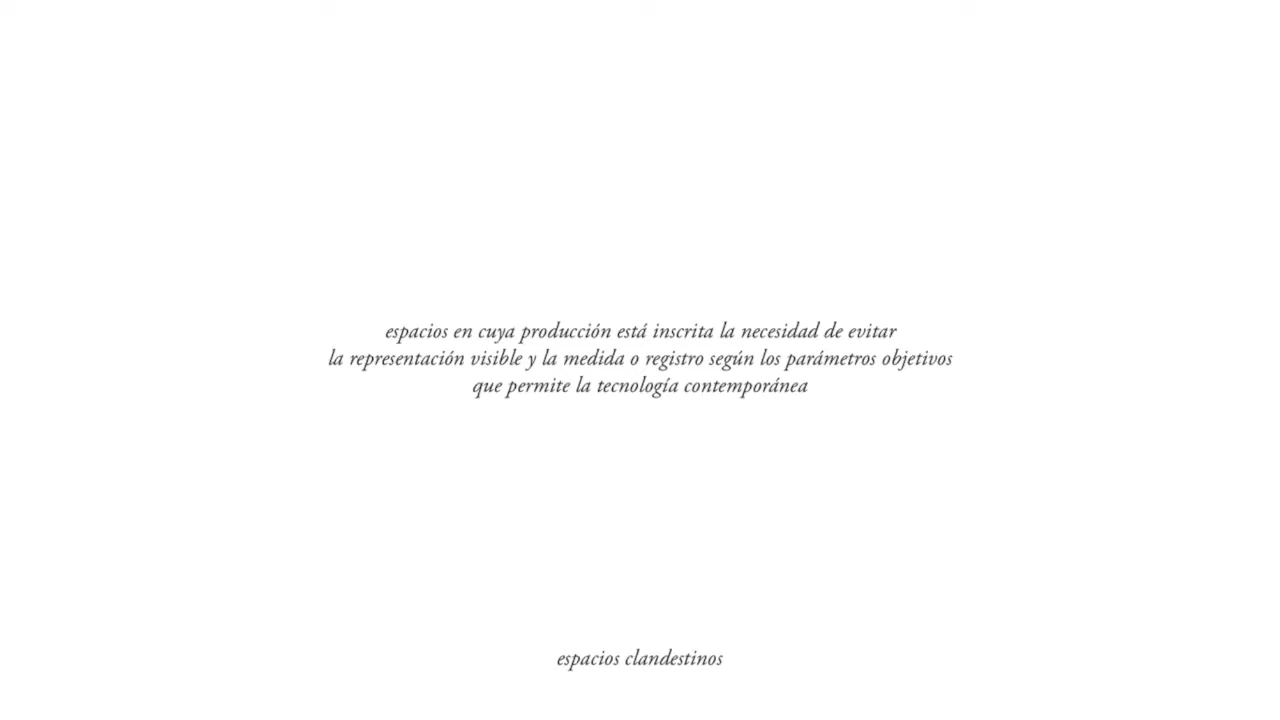 espacios en cuya producción está inscrita la necesidad de evitar
la representación visible y la medida o registro según los parámetros objetivos
que permite la tecnología contemporánea
espacios clandestinos